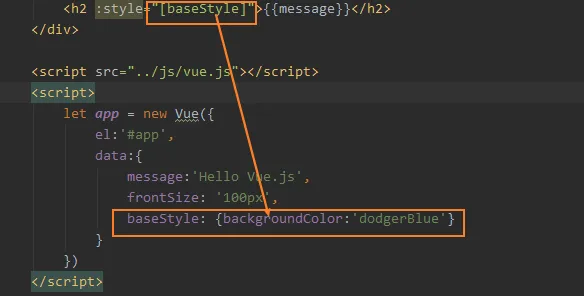 <h2 :style="[baseStyle]">{{message}}</h2>
</div>
<script src="../js/vue.js"></script>
<script>
let app = new Vue({
el:'#app',
data:{
message:'Hello Vue.js',
frontSize: '100px',
baseStyle: {backgroundColor:'dodgerBlue'}
}
})
</script>